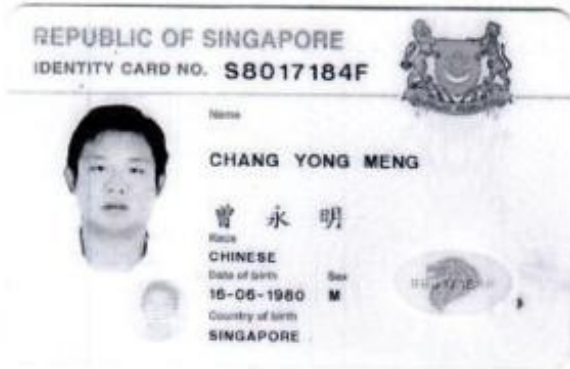 REPUBLIC OF SINGAPORE
IDENTITY CARD NO. S8017184F
Name
CHANG YONG MENG
曾 永 明
Race
CHINESE
Date of birth Sex
16-06-1980 M
Country of birth
SINGAPORE